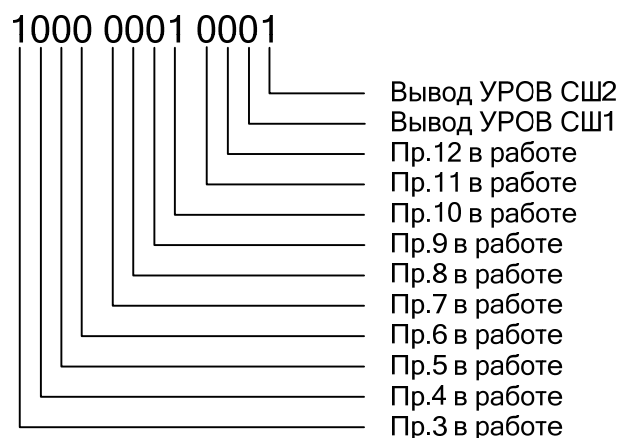 1000 0001 0001
Вывод УРОВ СШ2
Вывод УРОВ СШ1
Пр.12 в работе
Пр.11 в работе
Пр.10 в работе
Пр.9 в работе
Пр.8 в работе
Пр.7 в работе
Пр.6 в работе
Пр.5 в работе
Пр.4 в работе
Пр.3 в работе